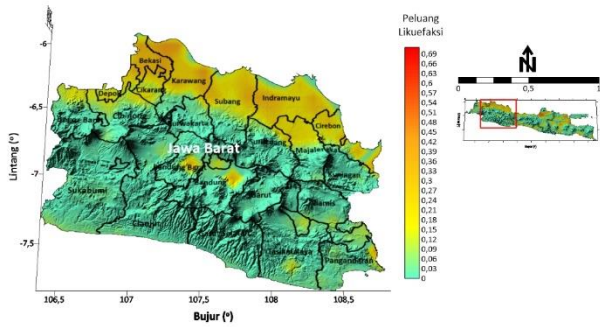 Peluang
Likuefaksi
0,69
0,66
0,63
0,6
0,57
0,54
0,51
0,48
0,45
0,42
0,39
0,36
0,33
0,3
0,27
0,24
0,21
0,18
0,15
0,12
0,09
0,06
0,03
0
N
0
0,5
1
Bujur (°)
-6
-6,5
-7
-7,5
Lintang (°)
Bekasi
Karawang
Depok
Cikarang
Subang
Indramayu
Cirebon
Majalengka
Jawa Barat
Kuningan
Bandung Barat
Bandung
Sukabumi
Garut
Ciamis
Cianjur
Tasikmalaya
Pangandaran
106,5
107
107,5
108
108,5
Bujur (°)